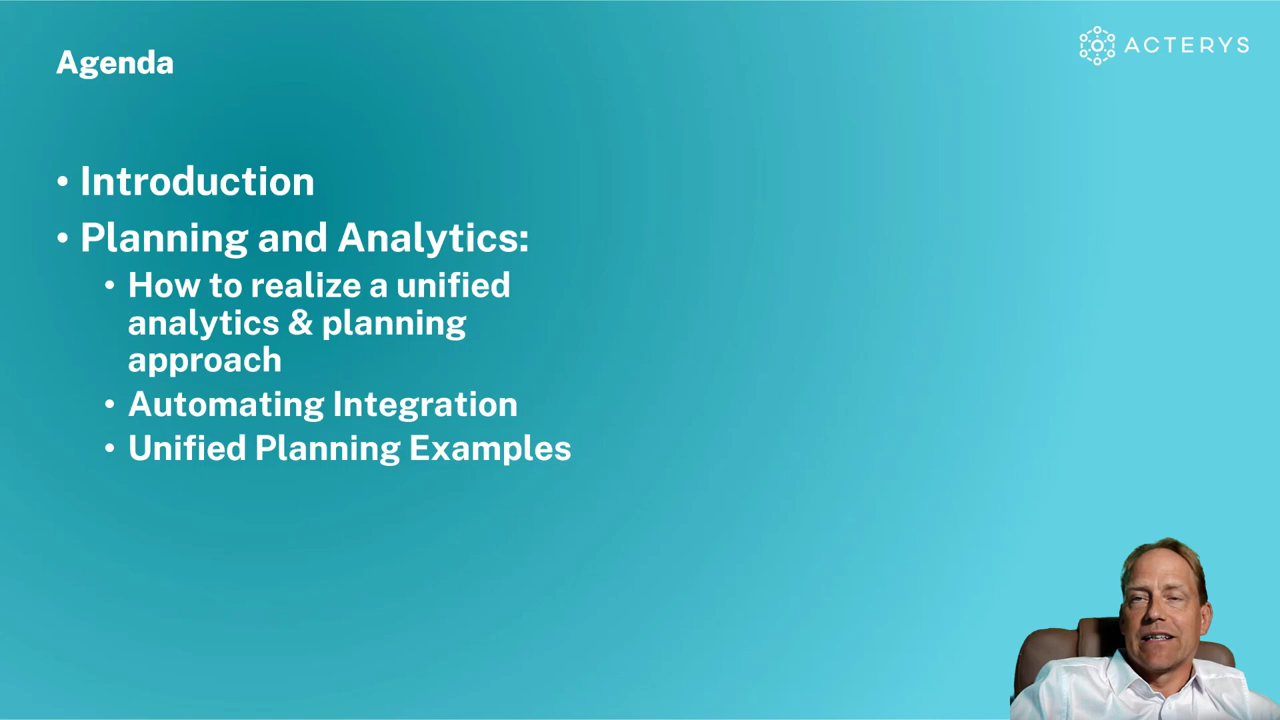 Agenda
ACTERYS
• Introduction
• Planning and Analytics:
• How to realize a unified
analytics & planning
approach
• Automating Integration
• Unified Planning Examples